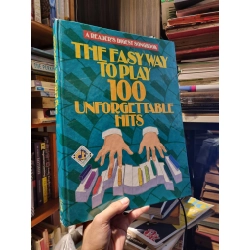 A READER'S DIGEST SONGBOOK
THE EASY WAY
TO PLAY
100
UNFORGETTABLE
HITS